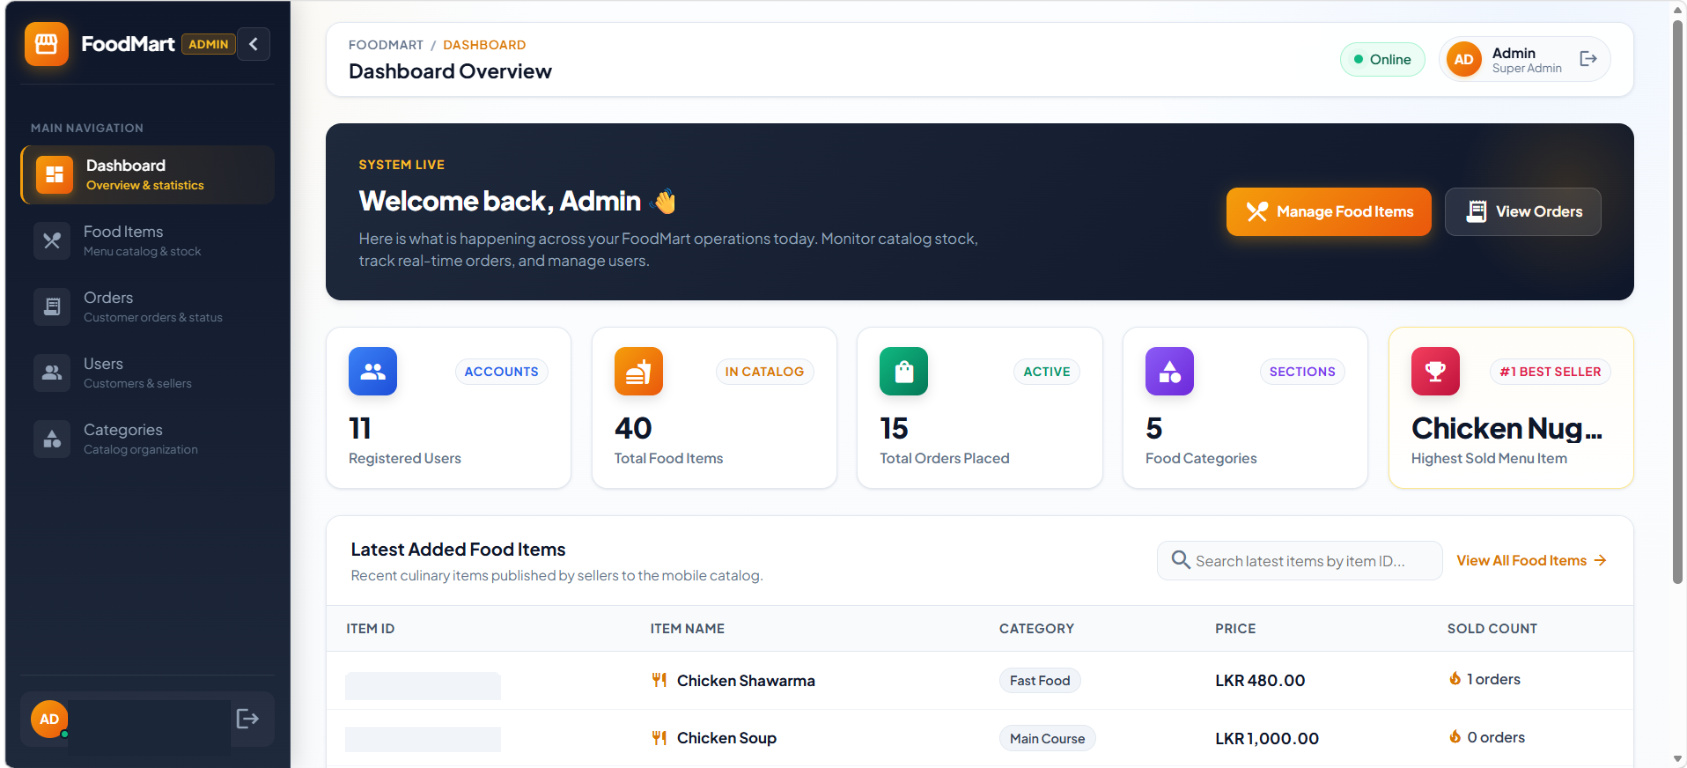 FoodMart ADMIN
MAIN NAVIGATION
Dashboard
Overview & statistics
Food Items
Menu catalog & stock
Orders
Customer orders & status
Users
Customers & sellers
Categories
Catalog organization
AD
FOODMART / DASHBOARD
Dashboard Overview
Online
AD
Admin
Super Admin
SYSTEM LIVE
Welcome back, Admin 👋
Here is what is happening across your FoodMart operations today. Monitor catalog stock,
track real-time orders, and manage users.
Manage Food Items
View Orders
ACCOUNTS
11
Registered Users
IN CATALOG
40
Total Food Items
ACTIVE
15
Total Orders Placed
SECTIONS
5
Food Categories
#1 BEST SELLER
Chicken Nug...
Highest Sold Menu Item
Latest Added Food Items
Recent culinary items published by sellers to the mobile catalog.
Search latest items by item ID...
View All Food Items →
ITEM ID ITEM NAME CATEGORY PRICE SOLD COUNT
Chicken Shawarma Fast Food LKR 480.00 1 orders
Chicken Soup Main Course LKR 1,000.00 0 orders